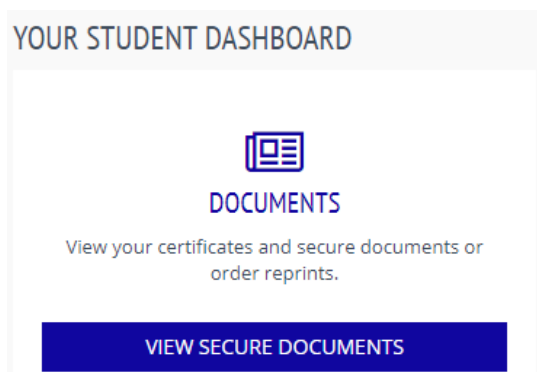 YOUR STUDENT DASHBOARD
DOCUMENTS
View your certificates and secure documents or
order reprints.
VIEW SECURE DOCUMENTS